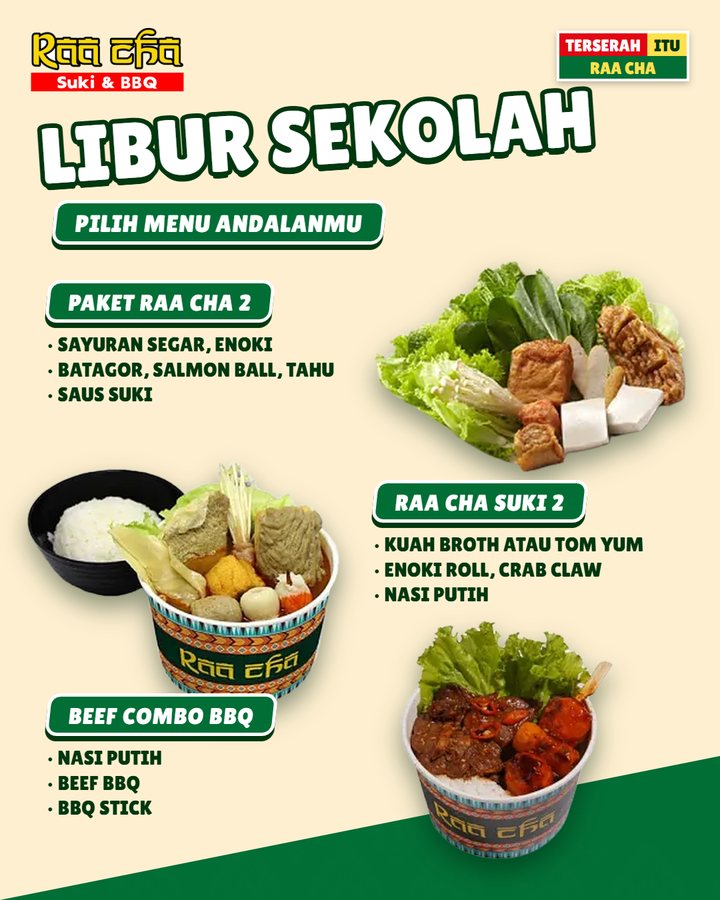 Raa cha
Suki & BBQ
TERSERAH ITU
RAA CHA
LIBUR SEKOLAH
PILIH MENU ANDALANMU
PAKET RAA CHA 2
· SAYURAN SEGAR, ENOKI
· BATAGOR, SALMON BALL, TAHU
· SAUS SUKI
RAA CHA SUKI 2
· KUAH BROTH ATAU TOM YUM
· ENOKI ROLL, CRAB CLAW
· NASI PUTIH
Raa cha
BEEF COMBO BBQ
· NASI PUTIH
· BEEF BBQ
· BBQ STICK
Raa cha